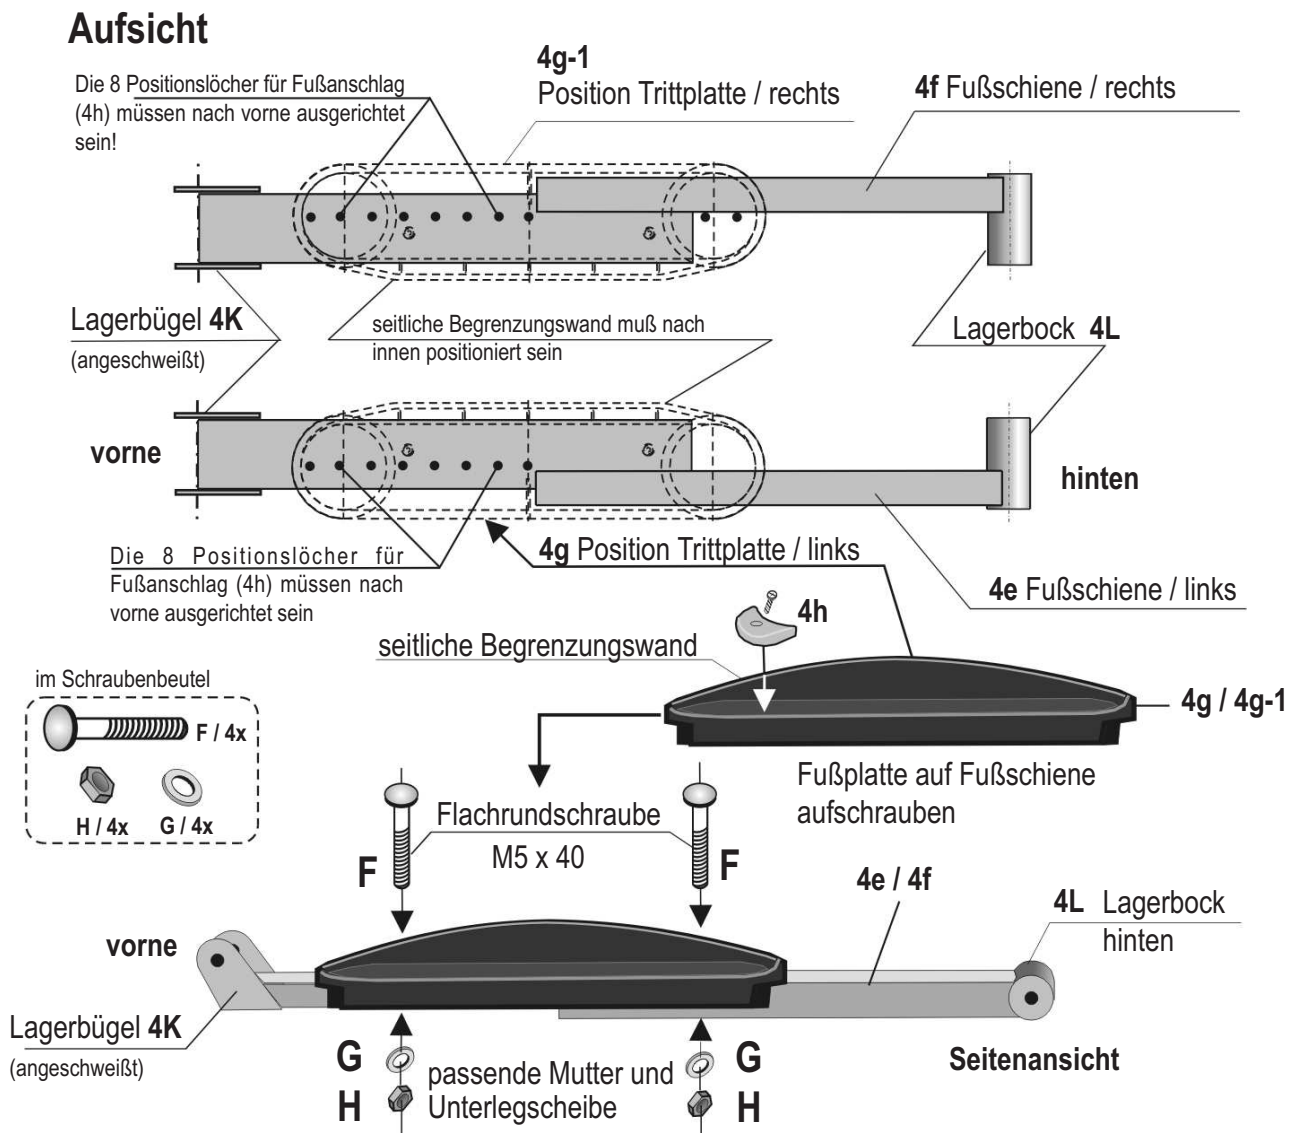 Aufsicht
Die 8 Positionslöcher für Fußanschlag
(4h) müssen nach vorne ausgerichtet
sein!
4g-1
Position Trittplatte / rechts
4f Fußschiene / rechts
Lagerbügel 4K
(angeschweißt)
seitliche Begrenzungswand muß nach
innen positioniert sein
Lagerbock 4L
vorne
hinten
Die 8 Positionslöcher für
Fußanschlag (4h) müssen nach
vorne ausgerichtet sein
4g Position Trittplatte / links
4e Fußschiene / links
4h
seitliche Begrenzungswand
im Schraubenbeutel
F / 4x
H / 4x
G / 4x
4g / 4g-1
Fußplatte auf Fußschiene
aufschrauben
Flachrundschraube
M5 x 40
F
F
4e / 4f
4L Lagerbock
hinten
vorne
Lagerbügel 4K
(angeschweißt)
G
H
passende Mutter und
Unterlegscheibe
G
H
Seitenansicht